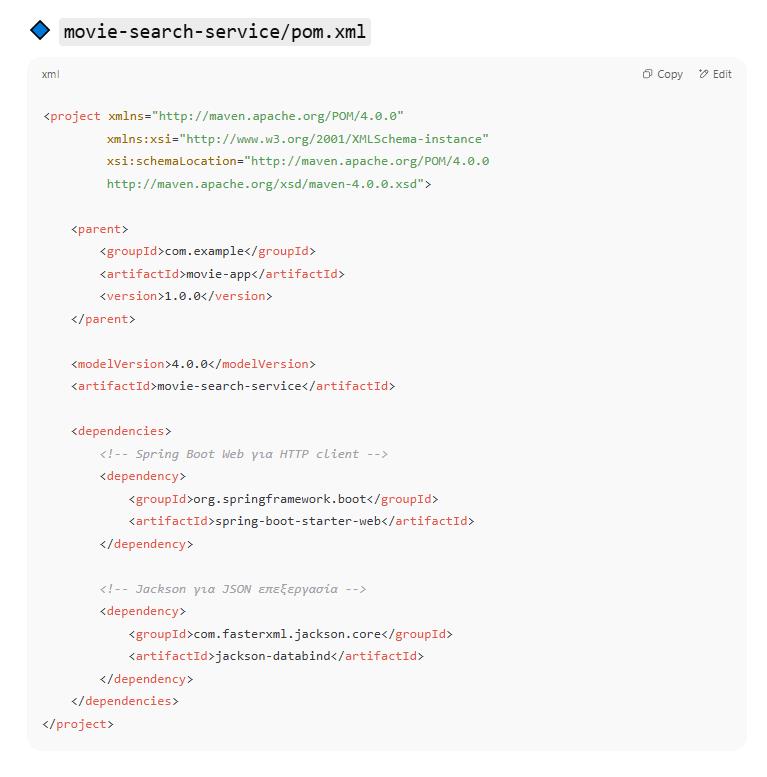 movie-search-service/pom.xml
xml
Copy
Edit
<project xmlns="http://maven.apache.org/POM/4.0.0"
xmlns:xsi="http://www.w3.org/2001/XMLSchema-instance"
xsi:schemaLocation="http://maven.apache.org/POM/4.0.0
http://maven.apache.org/xsd/maven-4.0.0.xsd">
<parent>
<groupId>com.example</groupId>
<artifactId>movie-app</artifactId>
<version>1.0.0</version>
</parent>
<modelVersion>4.0.0</modelVersion>
<artifactId>movie-search-service</artifactId>
<dependencies>
<!-- Spring Boot Web για HTTP client -->
<dependency>
<groupId>org.springframework.boot</groupId>
<artifactId>spring-boot-starter-web</artifactId>
</dependency>
<!-- Jackson για JSON επεξεργασία -->
<dependency>
<groupId>com.fasterxml.jackson.core</groupId>
<artifactId>jackson-databind</artifactId>
</dependency>
</dependencies>
</project>